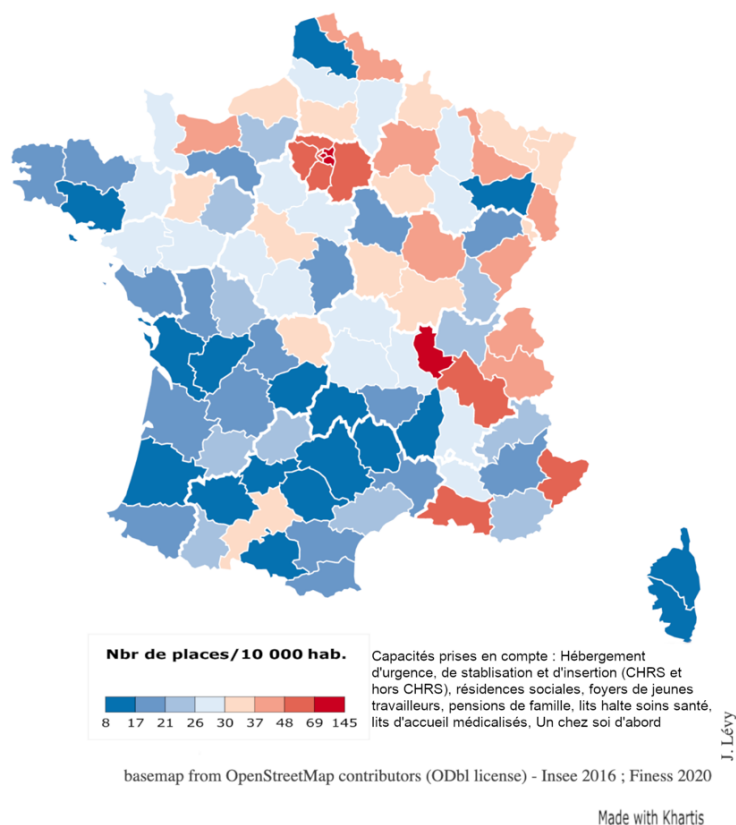 Nbr de places/10 000 hab.
8 17 21 26 30 37 48 69 145
Capacités prises en compte : Hébergement
d'urgence, de stablisation et d'insertion (CHRS et
hors CHRS), résidences sociales, foyers de jeunes
travailleurs, pensions de famille, lits halte soins santé,
lits d'accueil médicalisés, Un chez soi d'abord
J. Lévy
basemap from OpenStreetMap contributors (ODbl license) - Insee 2016 ; Finess 2020
Made with Khartis